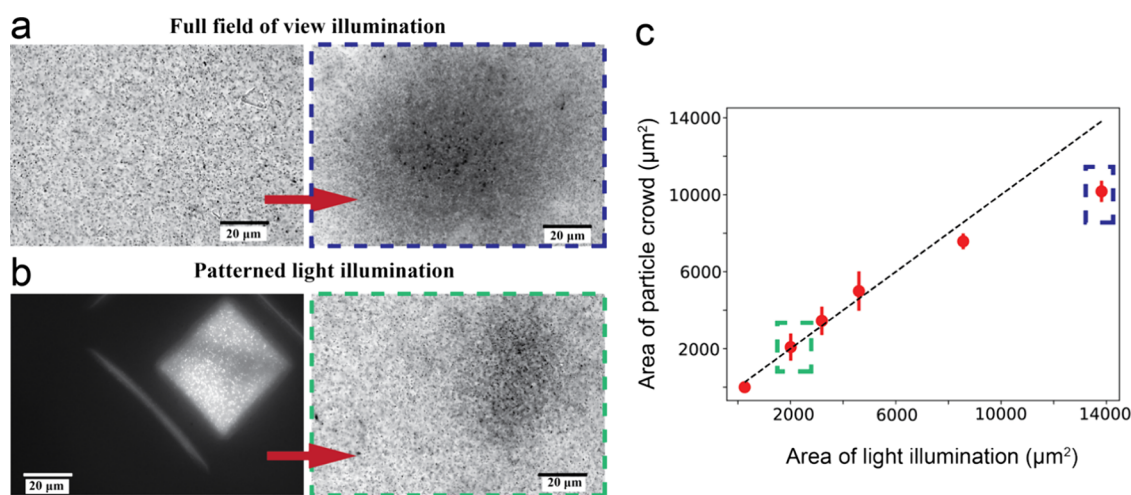 a
Full field of view illumination
20 μm
20 μm
b
Patterned light illumination
20 μm
20 μm
c
Area of particle crowd (μm²)
14000
10000
6000
2000
2000
6000
10000
14000
Area of light illumination (μm²)